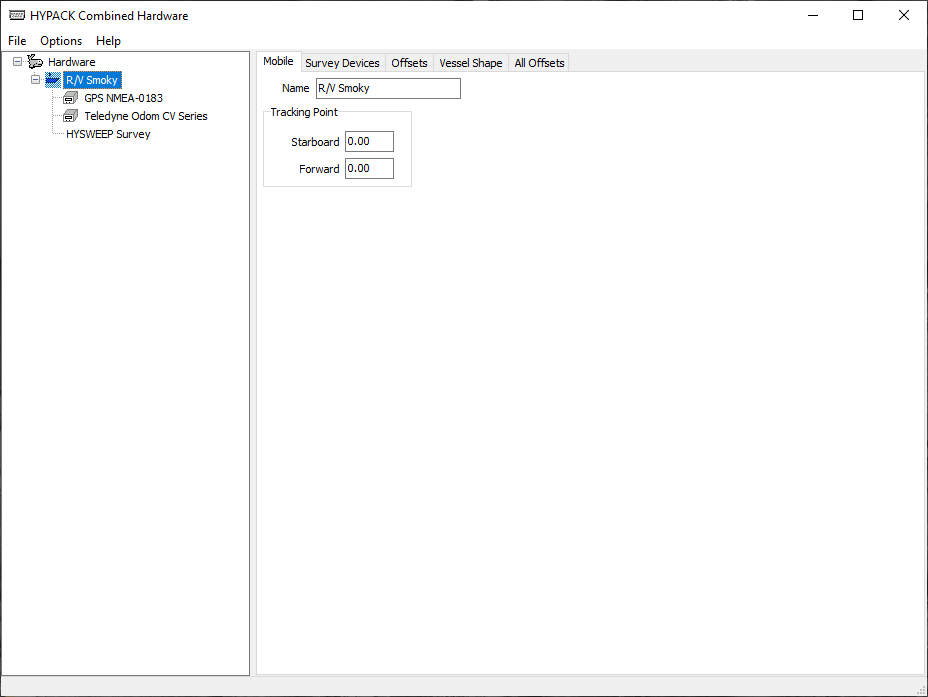 HYPACK Combined Hardware
File Options Help
Hardware
R/V Smoky
GPS NMEA-0183
Teledyne Odom CV Series
HYSWEEP Survey
Mobile Survey Devices Offsets Vessel Shape All Offsets
Name R/V Smoky
Tracking Point
Starboard 0.00
Forward 0.00